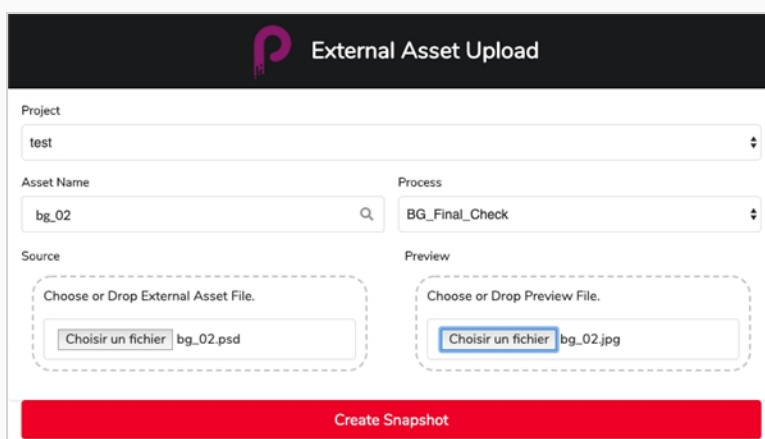 External Asset Upload
Project
test
Asset Name
Process
bg_02
BG_Final_Check
Source
Preview
Choose or Drop External Asset File.
Choose or Drop Preview File.
Choisir un fichier bg_02.psd
Choisir un fichier bg_02.jpg
Create Snapshot